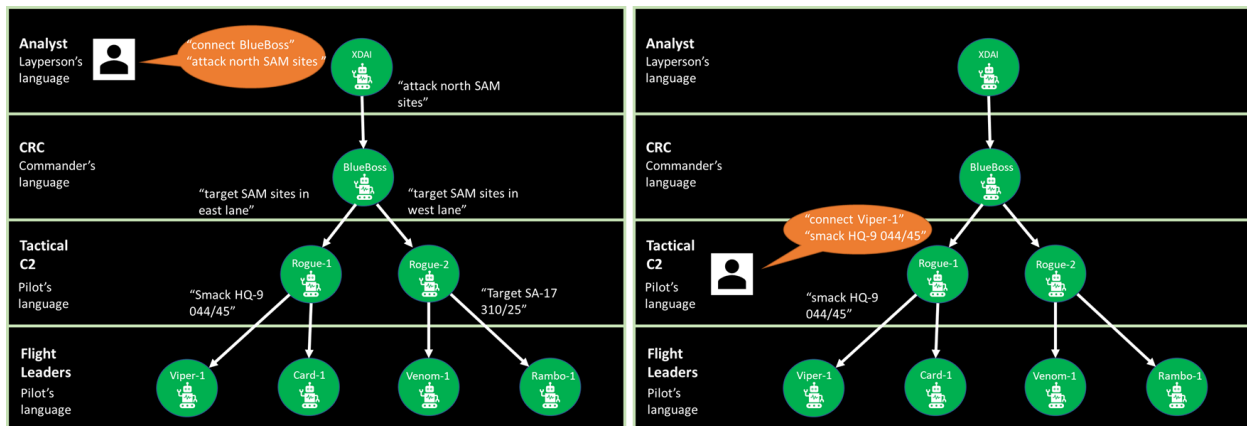 Analyst
Layperson's
language
"connect BlueBoss"
"attack north SAM sites "
XDAI
"attack north SAM
sites"
CRC
Commander's
language
BlueBoss
"target SAM sites in
east lane"
"target SAM sites in
west lane"
Tactical
C2
Pilot's
language
Rogue-1
Rogue-2
"Smack HQ-9
044/45"
"Target SA-17
310/25"
Flight
Leaders
Pilot's
language
Viper-1
Card-1
Venom-1
Rambo-1
Analyst
Layperson's
language
XDAI
CRC
Commander's
language
BlueBoss
"connect Viper-1"
"smack HQ-9 044/45"
Tactical
C2
Pilot's
language
Rogue-1
Rogue-2
"smack HQ-9
044/45"
Flight
Leaders
Pilot's
language
Viper-1
Card-1
Venom-1
Rambo-1